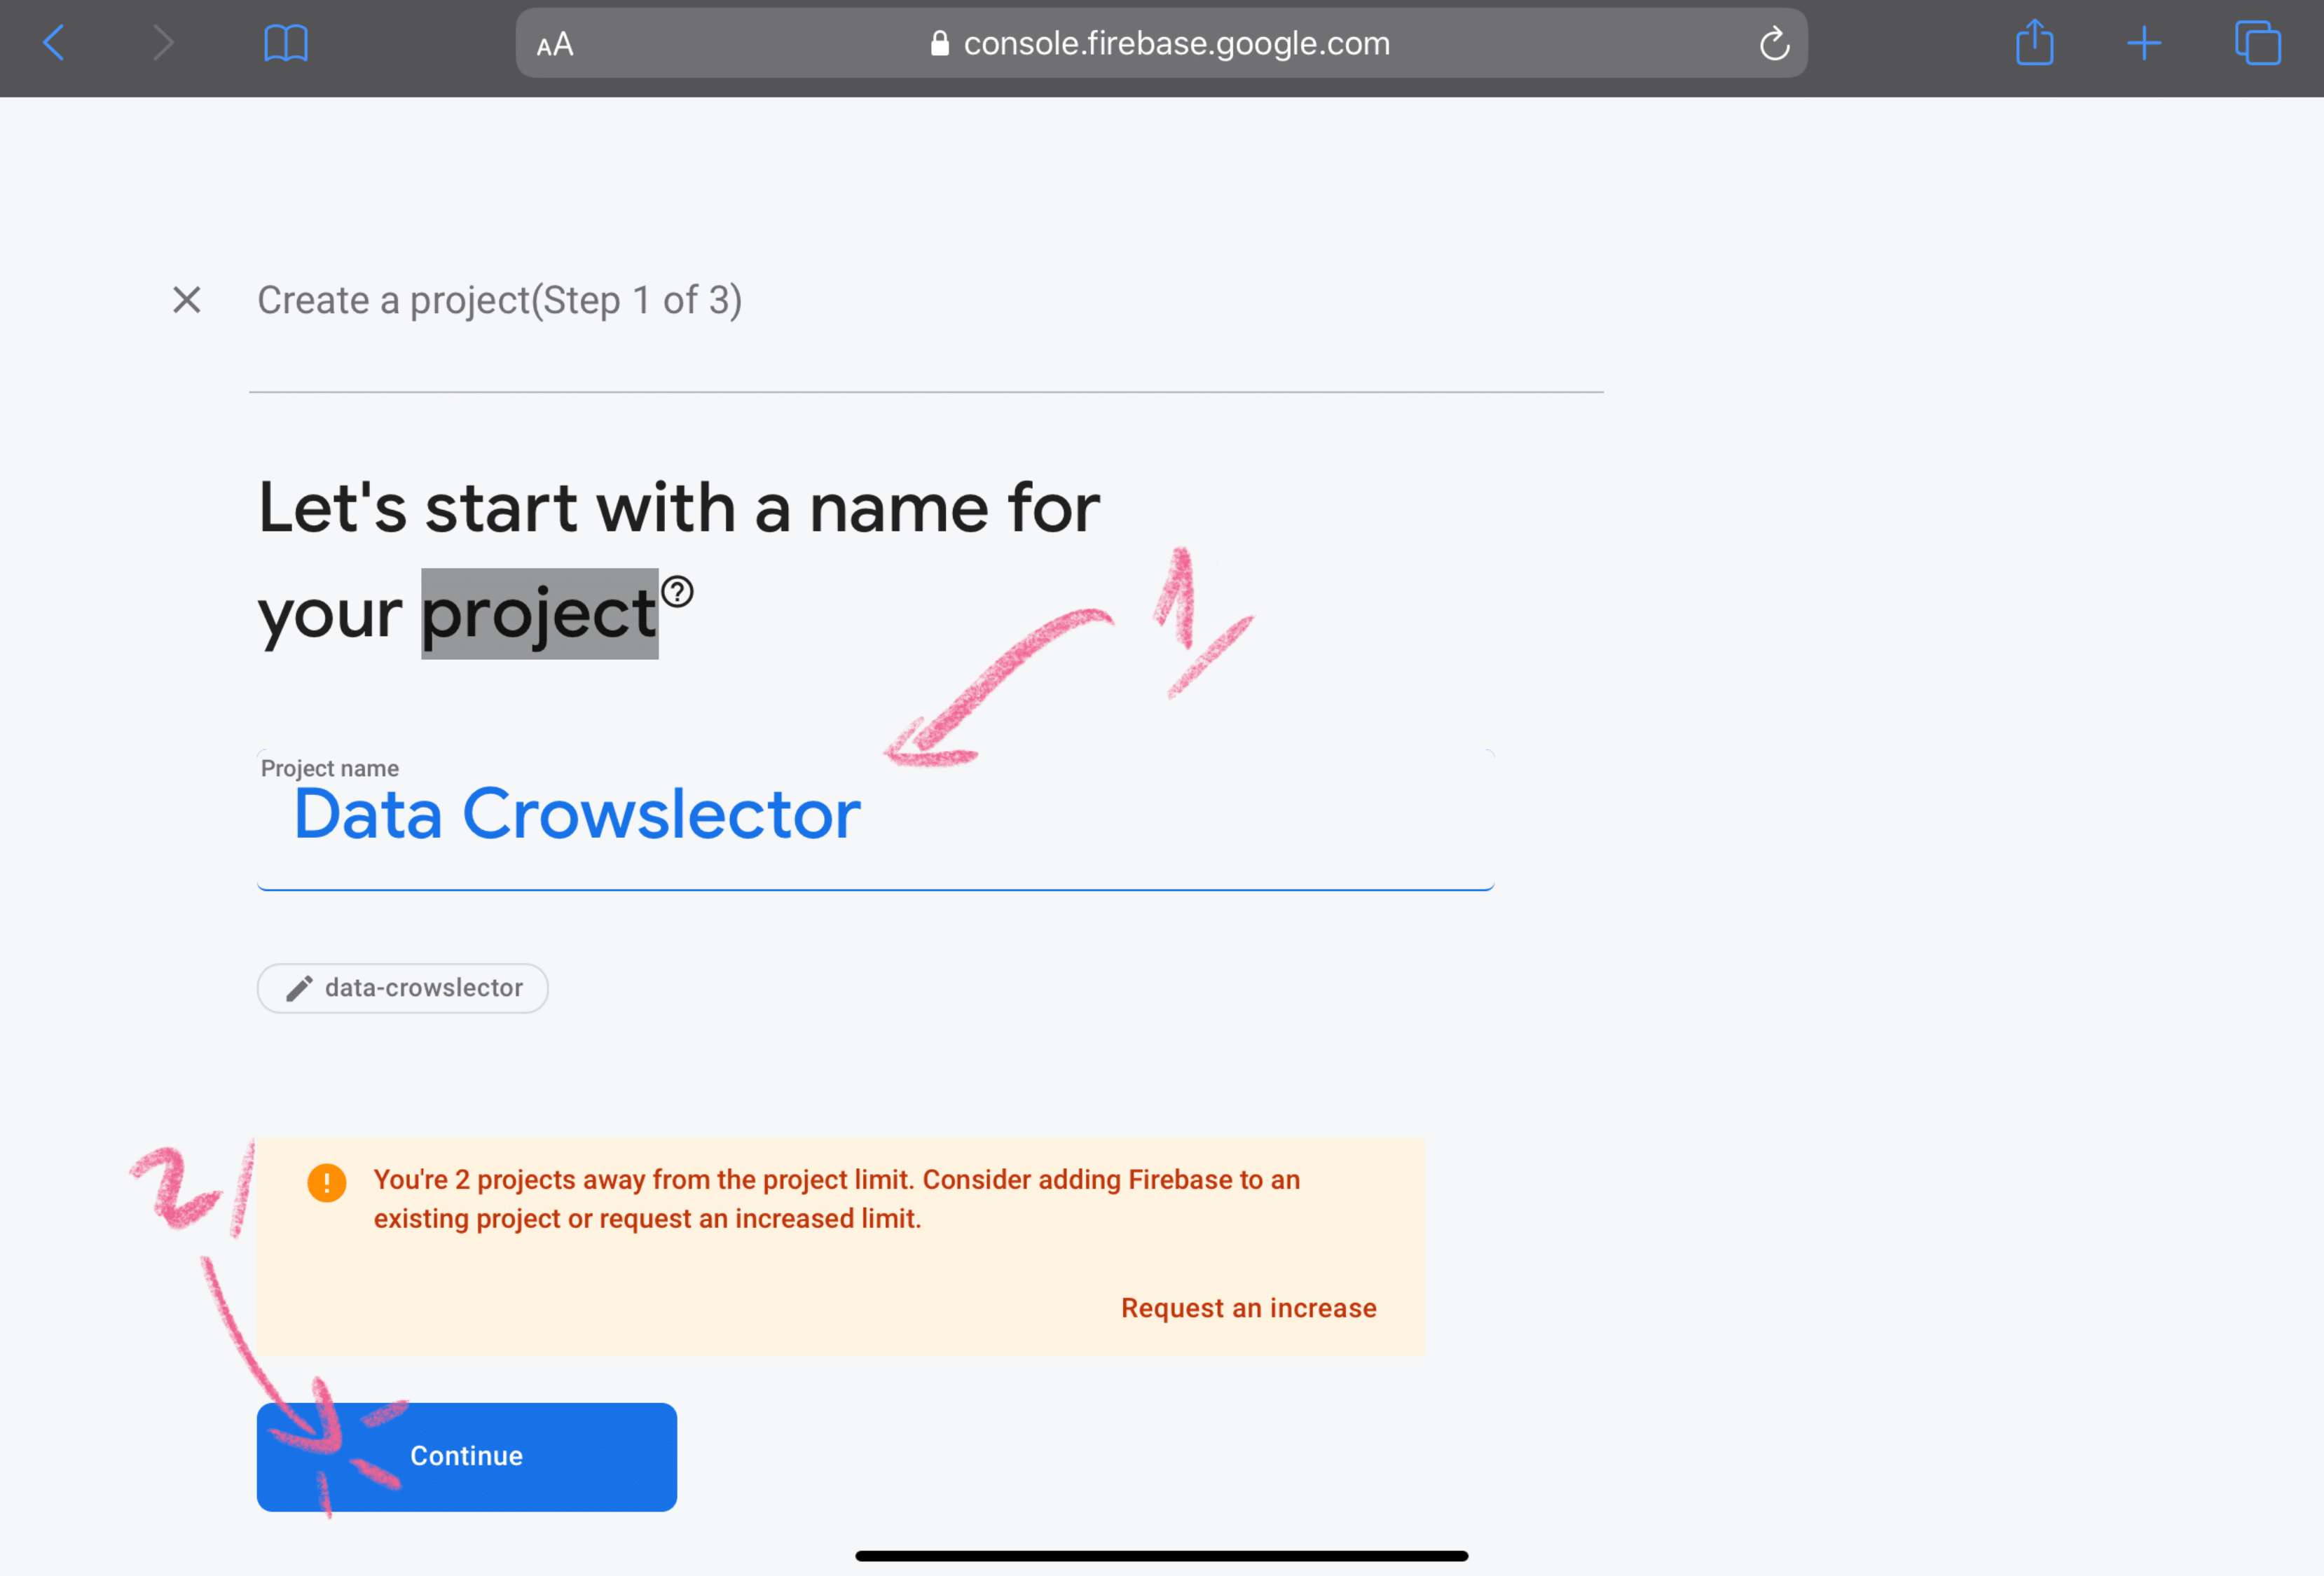 AA
console.firebase.google.com
Create a project(Step 1 of 3)
Let's start with a name for
your project
1/
Project name
Data Crowslector
data-crowslector
2/
You're 2 projects away from the project limit. Consider adding Firebase to an
existing project or request an increased limit.
Request an increase
Continue